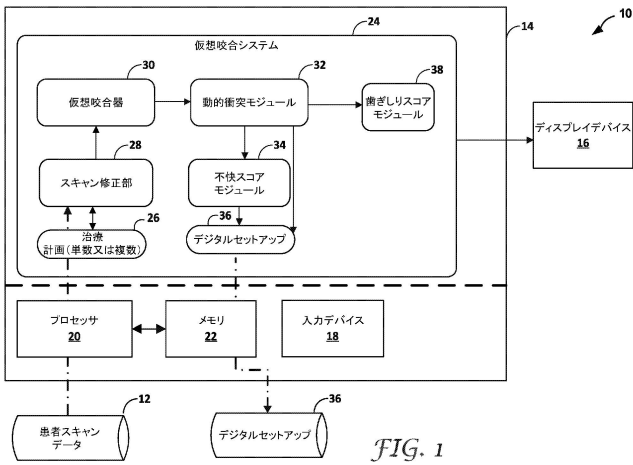 10
24
14
仮想咬合システム
30
32
38
仮想咬合器
動的衝突モジュール
歯ぎしりスコア
モジュール
ディスプレイデバイス
16
28
34
スキャン修正部
不快スコア
モジュール
26
36
治療
計画(単数又は複数)
デジタルセットアップ
プロセッサ
20
メモリ
22
入力デバイス
18
12
36
患者スキャン
データ
デジタルセットアップ
FIG. 1